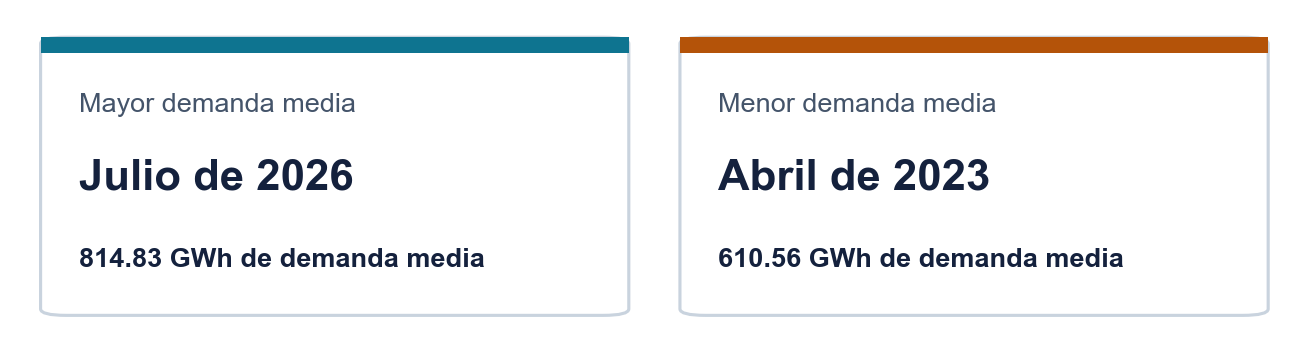 Mayor demanda media
Julio de 2026
814.83 GWh de demanda media
Menor demanda media
Abril de 2023
610.56 GWh de demanda media